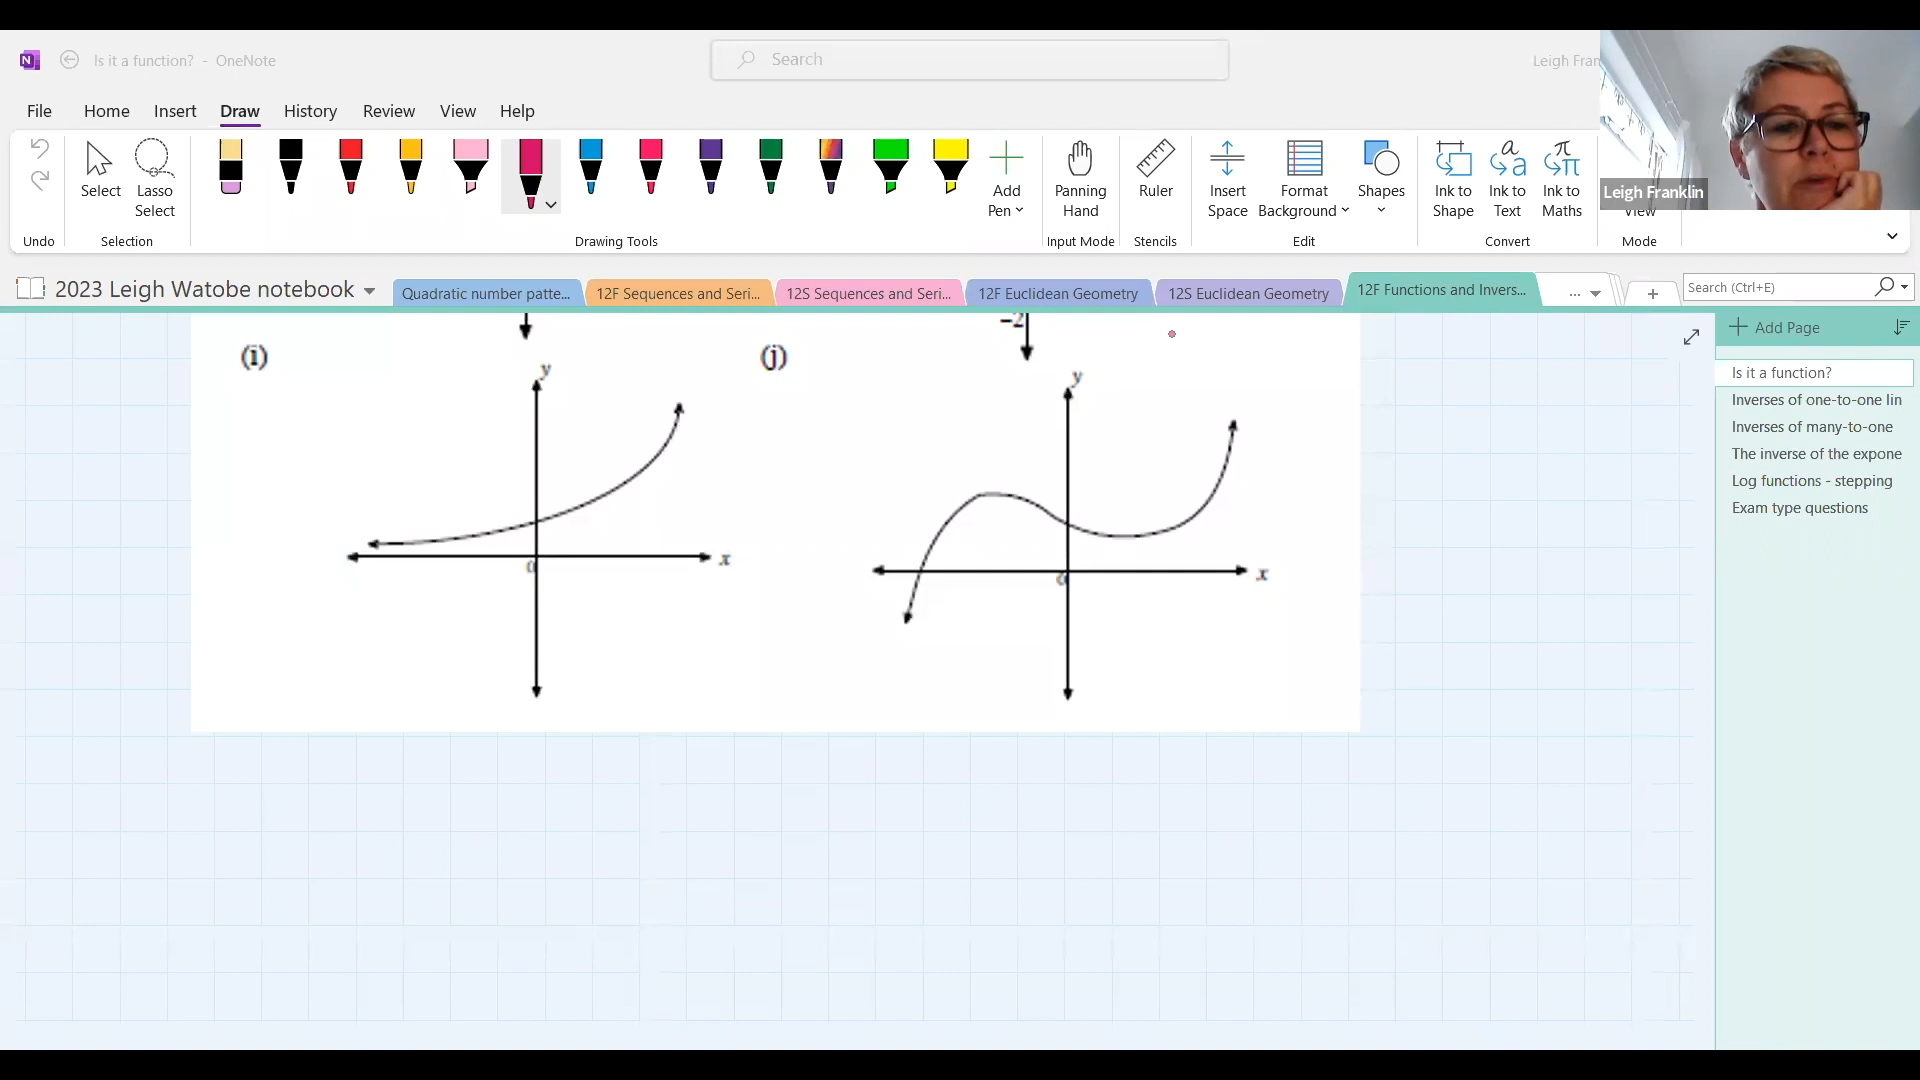 Is it a function? - OneNote
Search
Leigh Fran
File Home Insert Draw History Review View Help
Select
Lasso Select
Add Pen
Panning Hand
Ruler
Insert Space
Format Background
Shapes
Ink to Shape
Ink to Text
Ink to Maths
View
Leigh Franklin
Undo Selection Drawing Tools Input Mode Stencils Edit Convert Mode
2023 Leigh Watobe notebook
Quadratic number patte...
12F Sequences and Seri...
12S Sequences and Seri...
12F Euclidean Geometry
12S Euclidean Geometry
12F Functions and Invers...
...
Search (Ctrl+E)
Add Page
Is it a function?
Inverses of one-to-one lin
Inverses of many-to-one
The inverse of the expone
Log functions - stepping
Exam type questions
-2
(i)
y
0
x
(j)
y
0
x